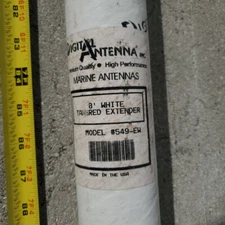 DIGITAL ANTENNA INC.
Premium Quality • High Performance
MARINE ANTENNAS
8' WHITE
TAPERED EXTENDER
MODEL #549-EW
MADE IN THE USA